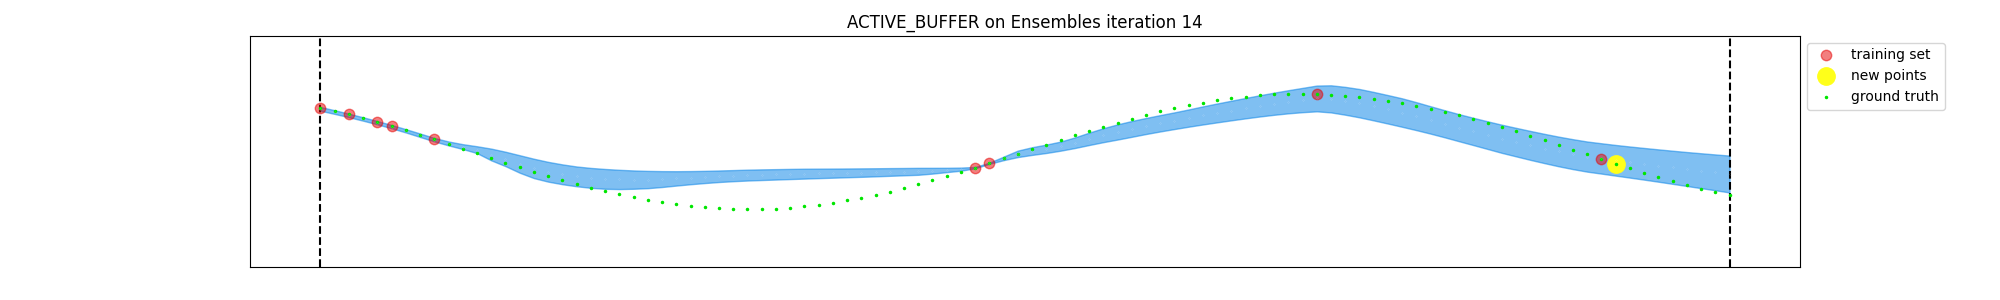 ACTIVE_BUFFER on Ensembles iteration 14
training set
new points
ground truth